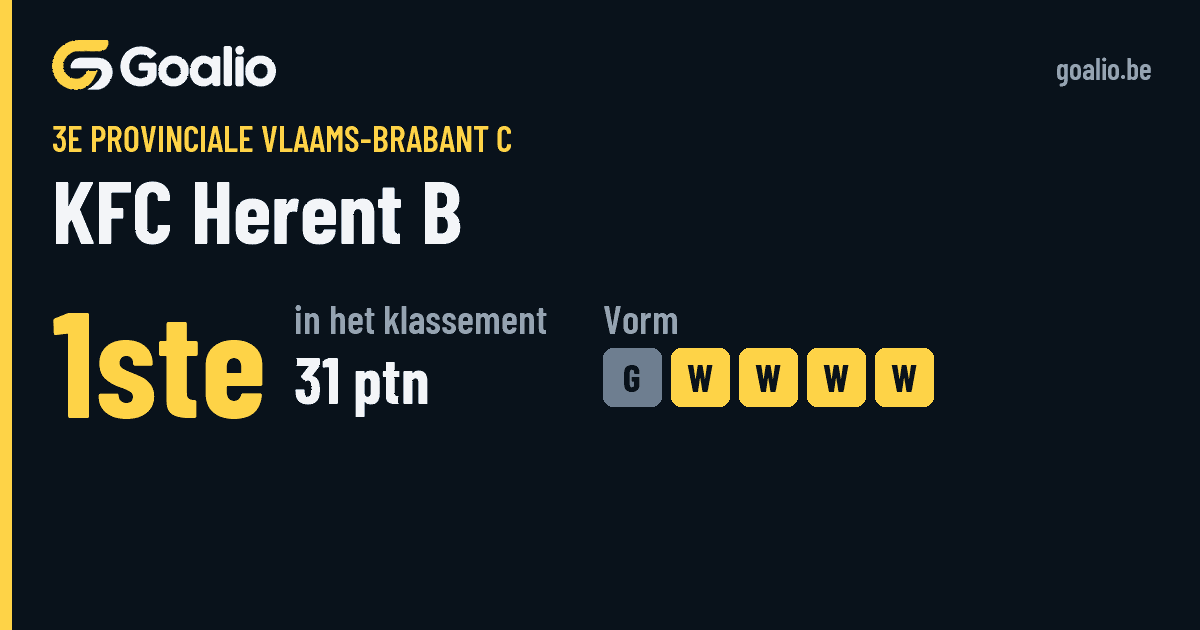 Goalio
goalio.be
3E PROVINCIALE VLAAMS-BRABANT C
KFC Herent B
1ste
in het klassement
31 ptn
Vorm
G W W W W